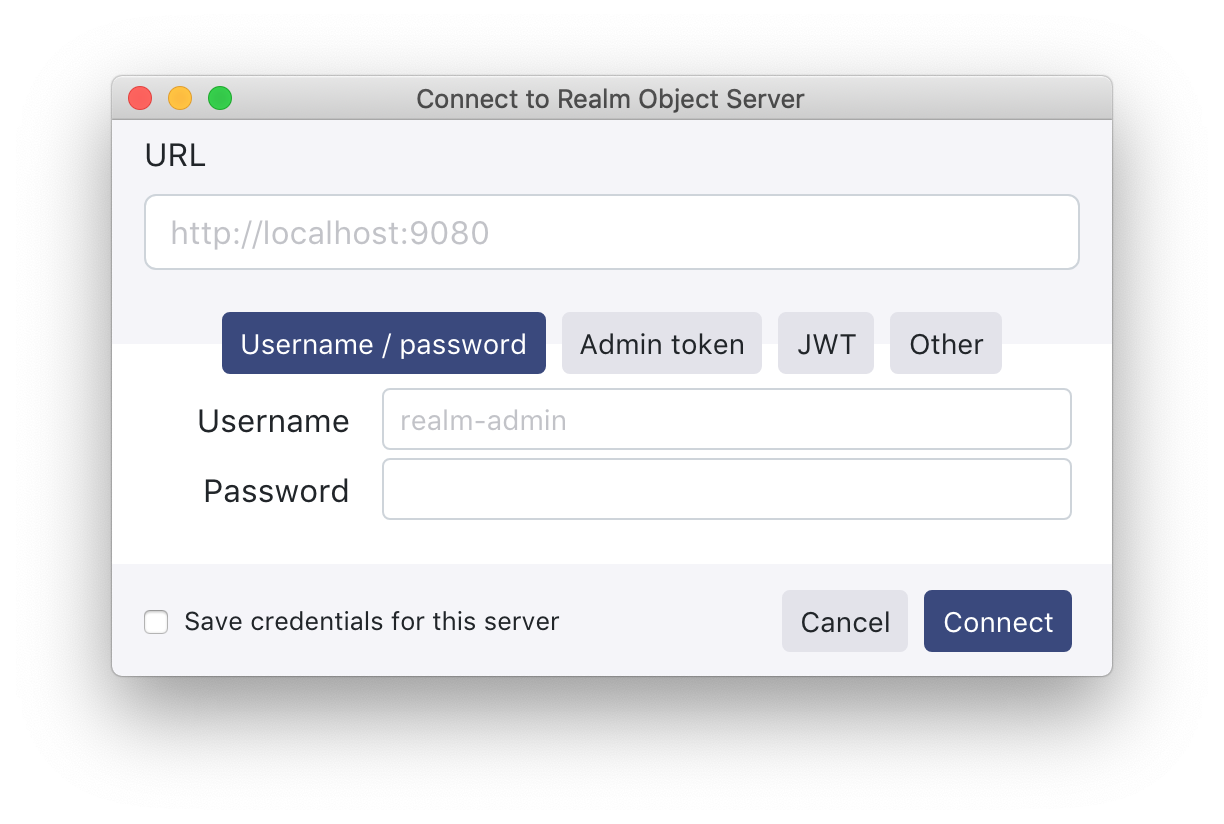 Connect to Realm Object Server
URL
http://localhost:9080
Username / password Admin token JWT Other
Username realm-admin
Password
Save credentials for this server Cancel Connect